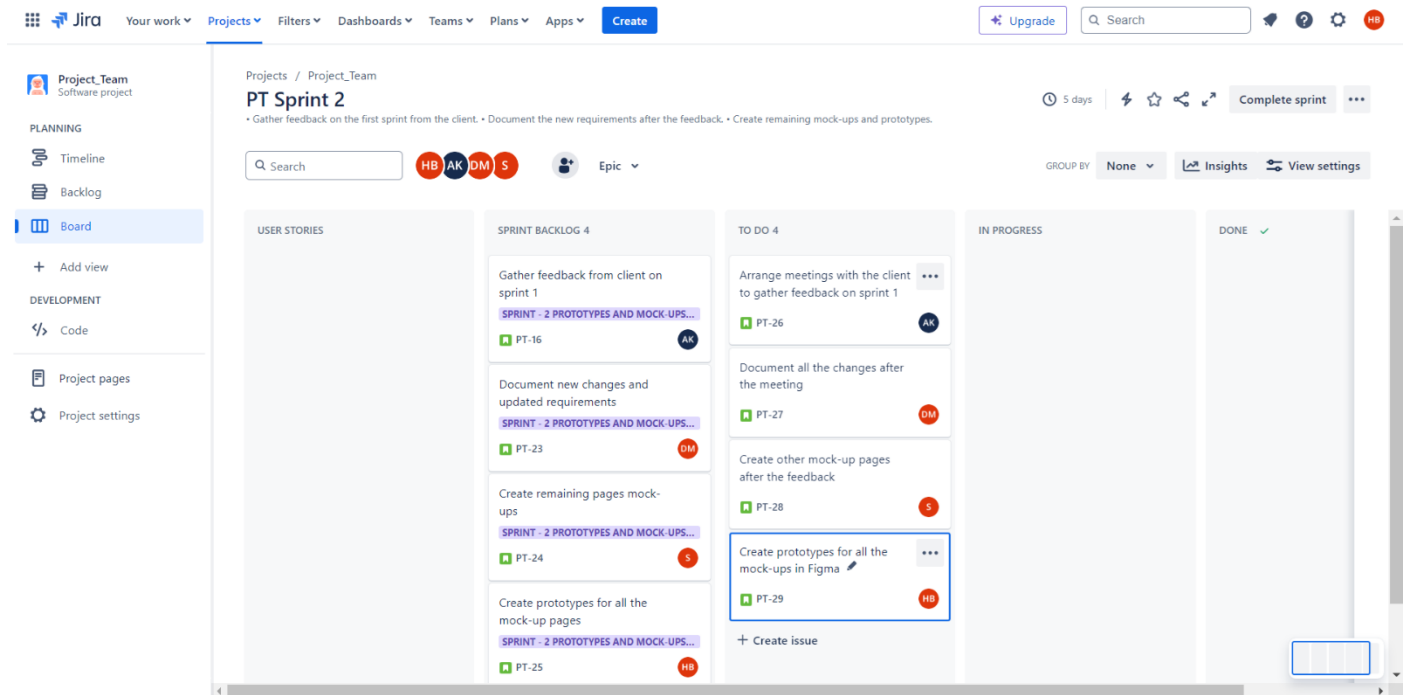 Jira
Your work
Projects
Filters
Dashboards
Teams
Plans
Apps
Create
Upgrade
Search
HB
Project_Team
Software project
PLANNING
Timeline
Backlog
Board
Add view
DEVELOPMENT
Code
Project pages
Project settings
Projects / Project_Team
PT Sprint 2
• Gather feedback on the first sprint from the client. • Document the new requirements after the feedback. • Create remaining mock-ups and prototypes.
5 days
Complete sprint
Search
HB AK DM S
Epic
GROUP BY None
Insights
View settings
USER STORIES
SPRINT BACKLOG 4
Gather feedback from client on
sprint 1
SPRINT - 2 PROTOTYPES AND MOCK-UPS...
PT-16
AK
Document new changes and
updated requirements
SPRINT - 2 PROTOTYPES AND MOCK-UPS...
PT-23
DM
Create remaining pages mock-
ups
SPRINT - 2 PROTOTYPES AND MOCK-UPS...
PT-24
S
Create prototypes for all the
mock-up pages
SPRINT - 2 PROTOTYPES AND MOCK-UPS...
PT-25
HB
TO DO 4
Arrange meetings with the client
to gather feedback on sprint 1
PT-26
AK
Document all the changes after
the meeting
PT-27
DM
Create other mock-up pages
after the feedback
PT-28
S
Create prototypes for all the
mock-ups in Figma
PT-29
HB
Create issue
IN PROGRESS
DONE